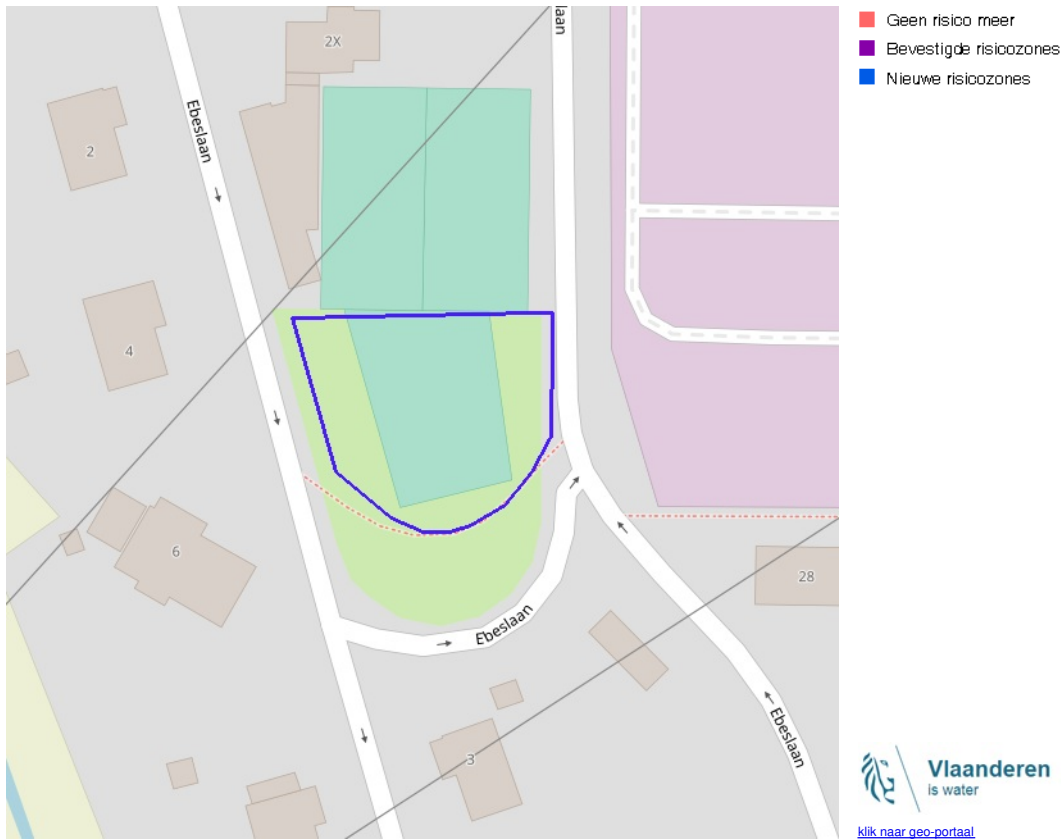 Geen risico meer
Bevestigde risicozones
Nieuwe risicozones
2X
Ebeslaan
2
Ebeslaan
4
6
28
Ebeslaan
Ebeslaan
3
Vlaanderen
is water
klik naar geo-portaal